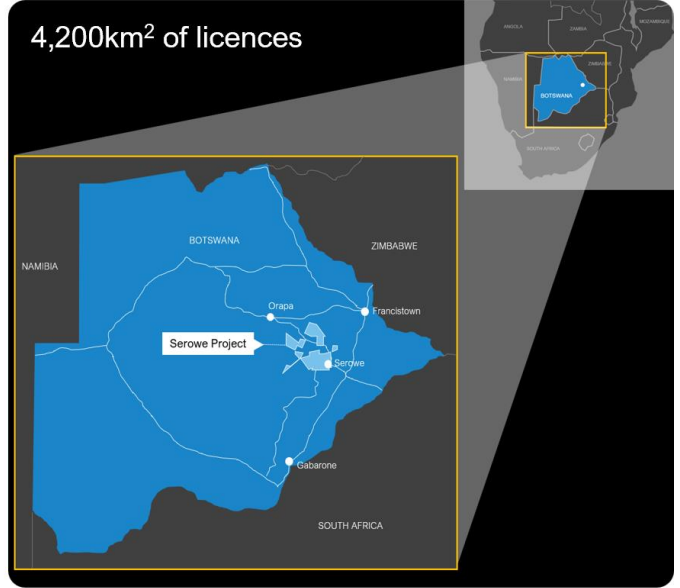 4,200km² of licences
ANGOLA
ZAMBIA
MOZAMBIQUE
NAMIBIA
ZIMBABWE
BOTSWANA
SOUTH AFRICA
BOTSWANA
ZIMBABWE
NAMIBIA
Orapa
Francistown
Serowe Project
Serowe
Gabarone
SOUTH AFRICA